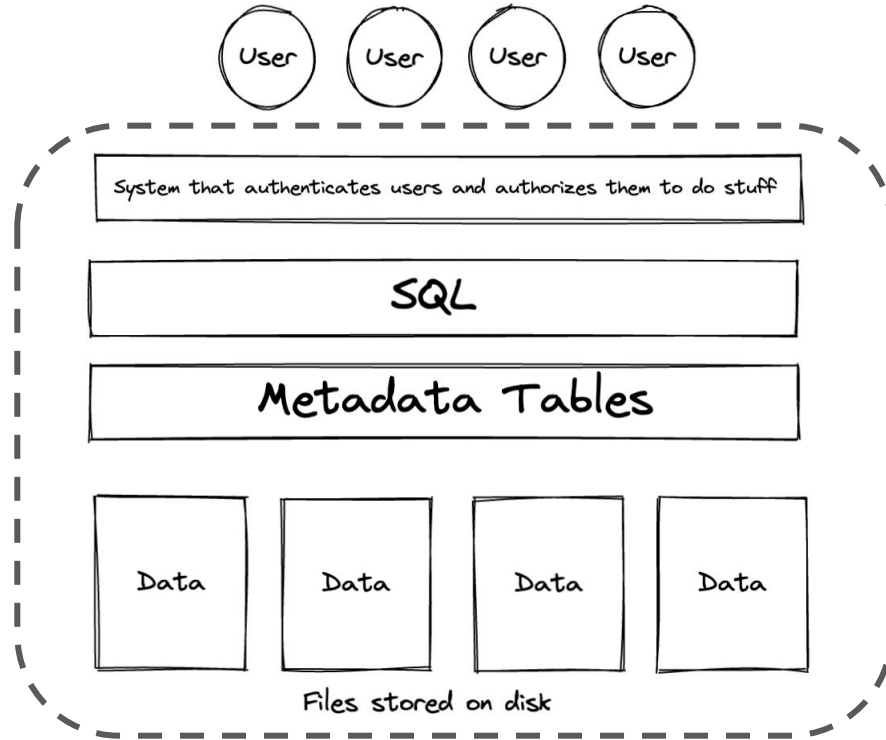 User User User User
System that authenticates users and authorizes them to do stuff
SQL
Metadata Tables
Data Data Data Data
Files stored on disk